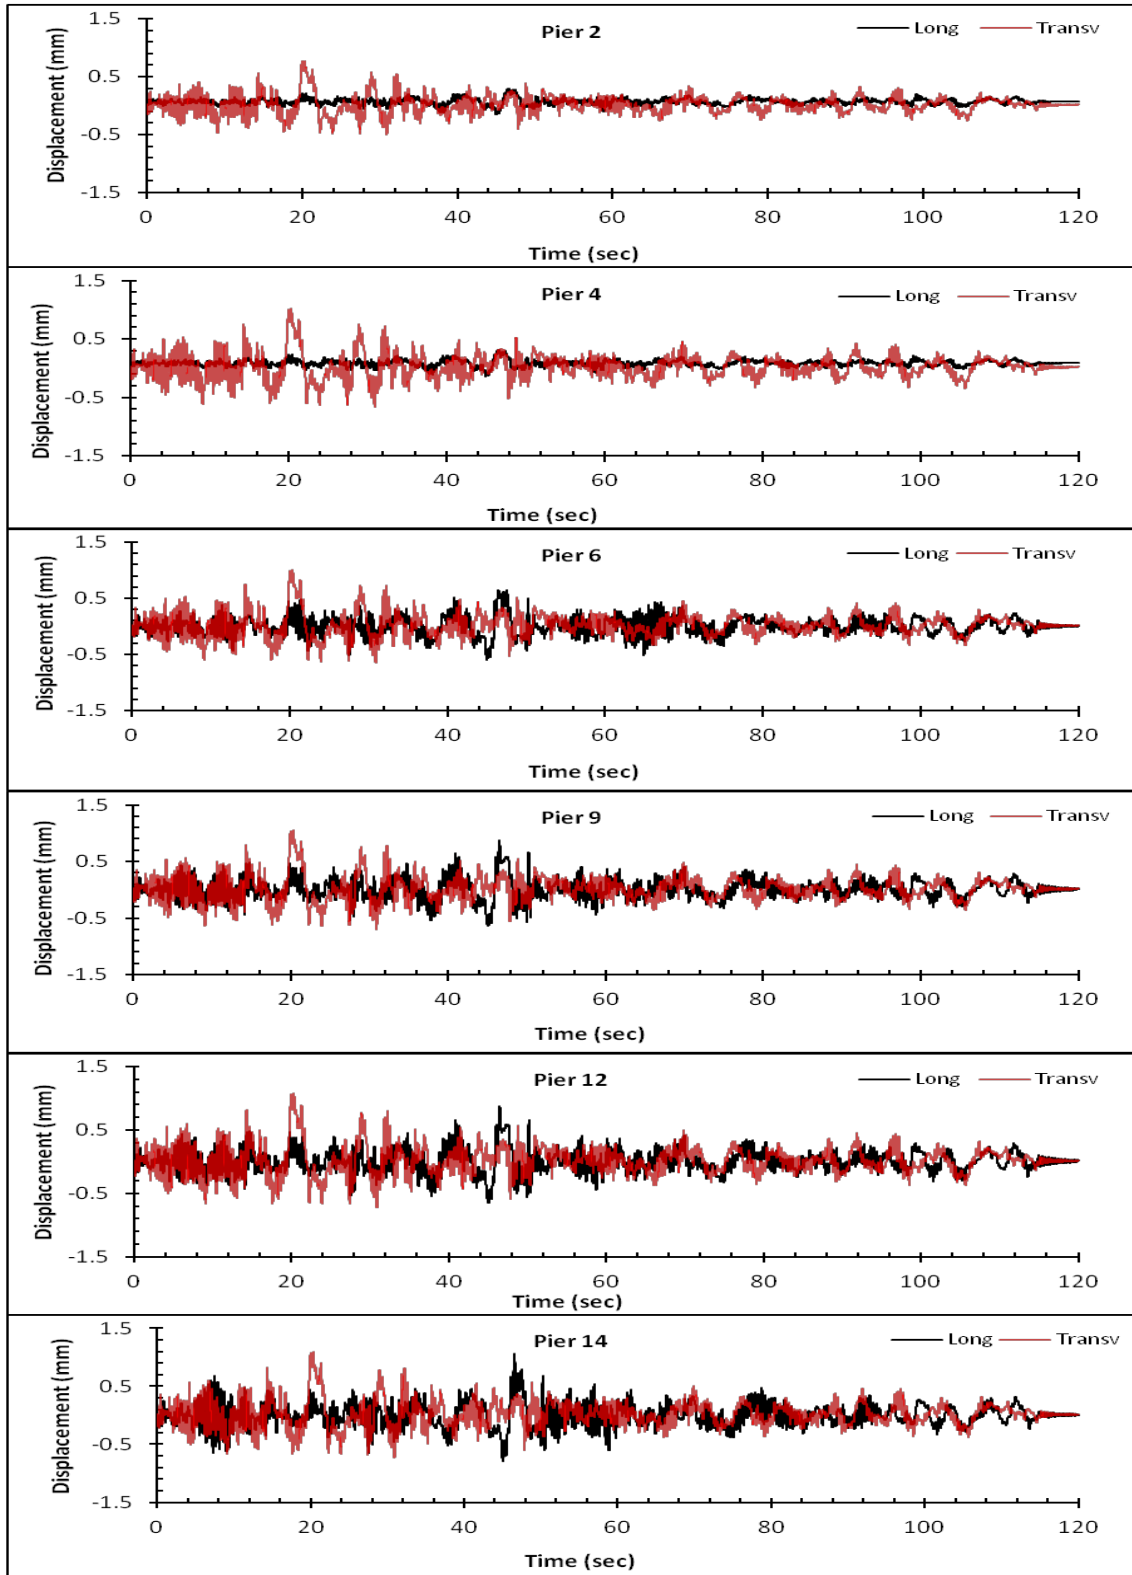 Pier 2
Long Transv
Displacement (mm)
1.5
0.5
-0.5
-1.5
0 20 40 60 80 100 120
Time (sec)
Pier 4
Long Transv
Displacement (mm)
1.5
0.5
-0.5
-1.5
0 20 40 60 80 100 120
Time (sec)
Pier 6
Long Transv
Displacement (mm)
1.5
0.5
-0.5
-1.5
0 20 40 60 80 100 120
Time (sec)
Pier 9
Long Transv
Displacement (mm)
1.5
0.5
-0.5
-1.5
0 20 40 60 80 100 120
Time (sec)
Pier 12
Long Transv
Displacement (mm)
1.5
0.5
-0.5
-1.5
0 20 40 60 80 100 120
Time (sec)
Pier 14
Long Transv
Displacement (mm)
1.5
0.5
-0.5
-1.5
0 20 40 60 80 100 120
Time (sec)